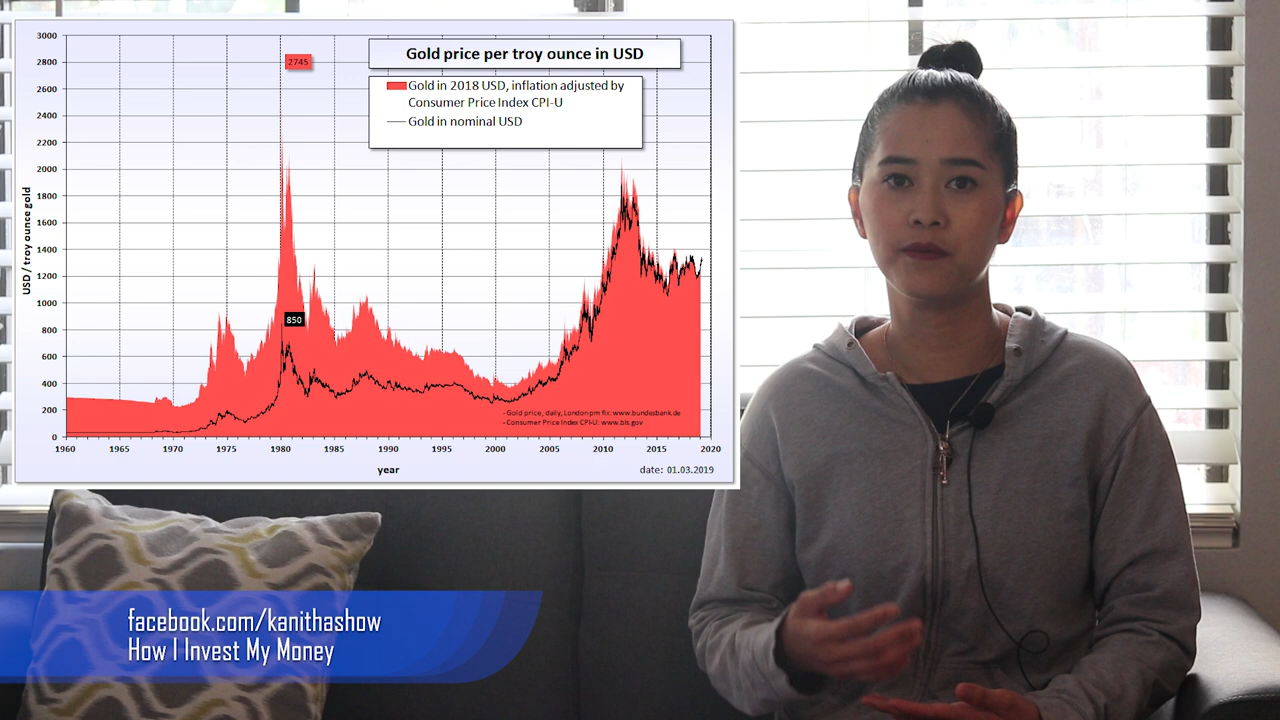 Gold price per troy ounce in USD
Gold in 2018 USD, inflation adjusted by
Consumer Price Index CPI-U
Gold in nominal USD
3000
2800
2600
2400
2200
2000
1800
1600
1400
1200
1000
800
600
400
200
0
USD / troy ounce gold
2745
850
- Gold price, daily, London pm fix: www.bundesbank.de
- Consumer Price Index CPI-U: www.bls.gov
1960 1965 1970 1975 1980 1985 1990 1995 2000 2005 2010 2015 2020
year
date: 01.03.2019
facebook.com/kanithashow
How I Invest My Money